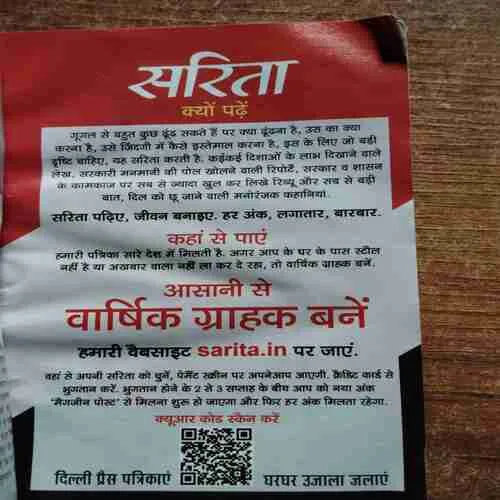 सरिता
क्यों पढ़ें
गूगल से बहुत कुछ ढूंढ़ सकते हैं पर क्या ढूंढ़ना है, उस का क्या
करना है, उसे जिंदगी में कैसे इस्तेमाल करना है, इस के लिए जो बड़ी
दृष्टि चाहिए, वह सरिता करती है. कईकई दिशाओं के लाभ दिखाने वाले
लेख, सरकारी मनमानी की पोल खोलने वाली रिपोर्टें, सरकार व शासन
के कामकाज पर सब से ज्यादा खुल कर लिखे रिव्यू और सच से बड़ी
बात, दिल को छू जाने वाली मनोरंजक कहानियां.
सरिता पढ़िए, जीवन बनाइए. हर अंक, लगातार, बारबार.
कहां से पाएं
हमारी पत्रिका सारे देश में मिलती है. अगर आप के घर के पास स्टौल
नहीं है या अखबार वाला नहीं ला कर दे रहा, तो वार्षिक ग्राहक बनें.
आसानी से
वार्षिक ग्राहक बनें
हमारी वैबसाइट sarita.in पर जाएं.
वहां से अपनी सरिता को चुनें, पेमैंट स्क्रीन पर अपनेआप आएगी. क्रैडिट कार्ड से
भुगतान करें. भुगतान होने के 2 से 3 सप्ताह के बीच आप को नया अंक
'मैगजीन पोस्ट' से मिलना शुरू हो जाएगा और फिर हर अंक मिलता रहेगा.
क्यूआर कोड स्कैन करें
दिल्ली प्रैस पत्रिकाएं घरघर उजाला जलाएं